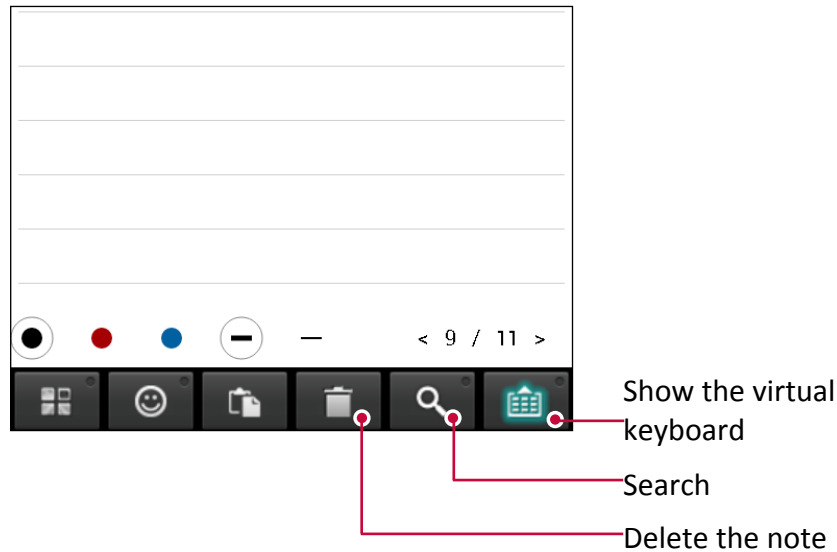 < 9 / 11 >
Show the virtual
keyboard
Search
Delete the note